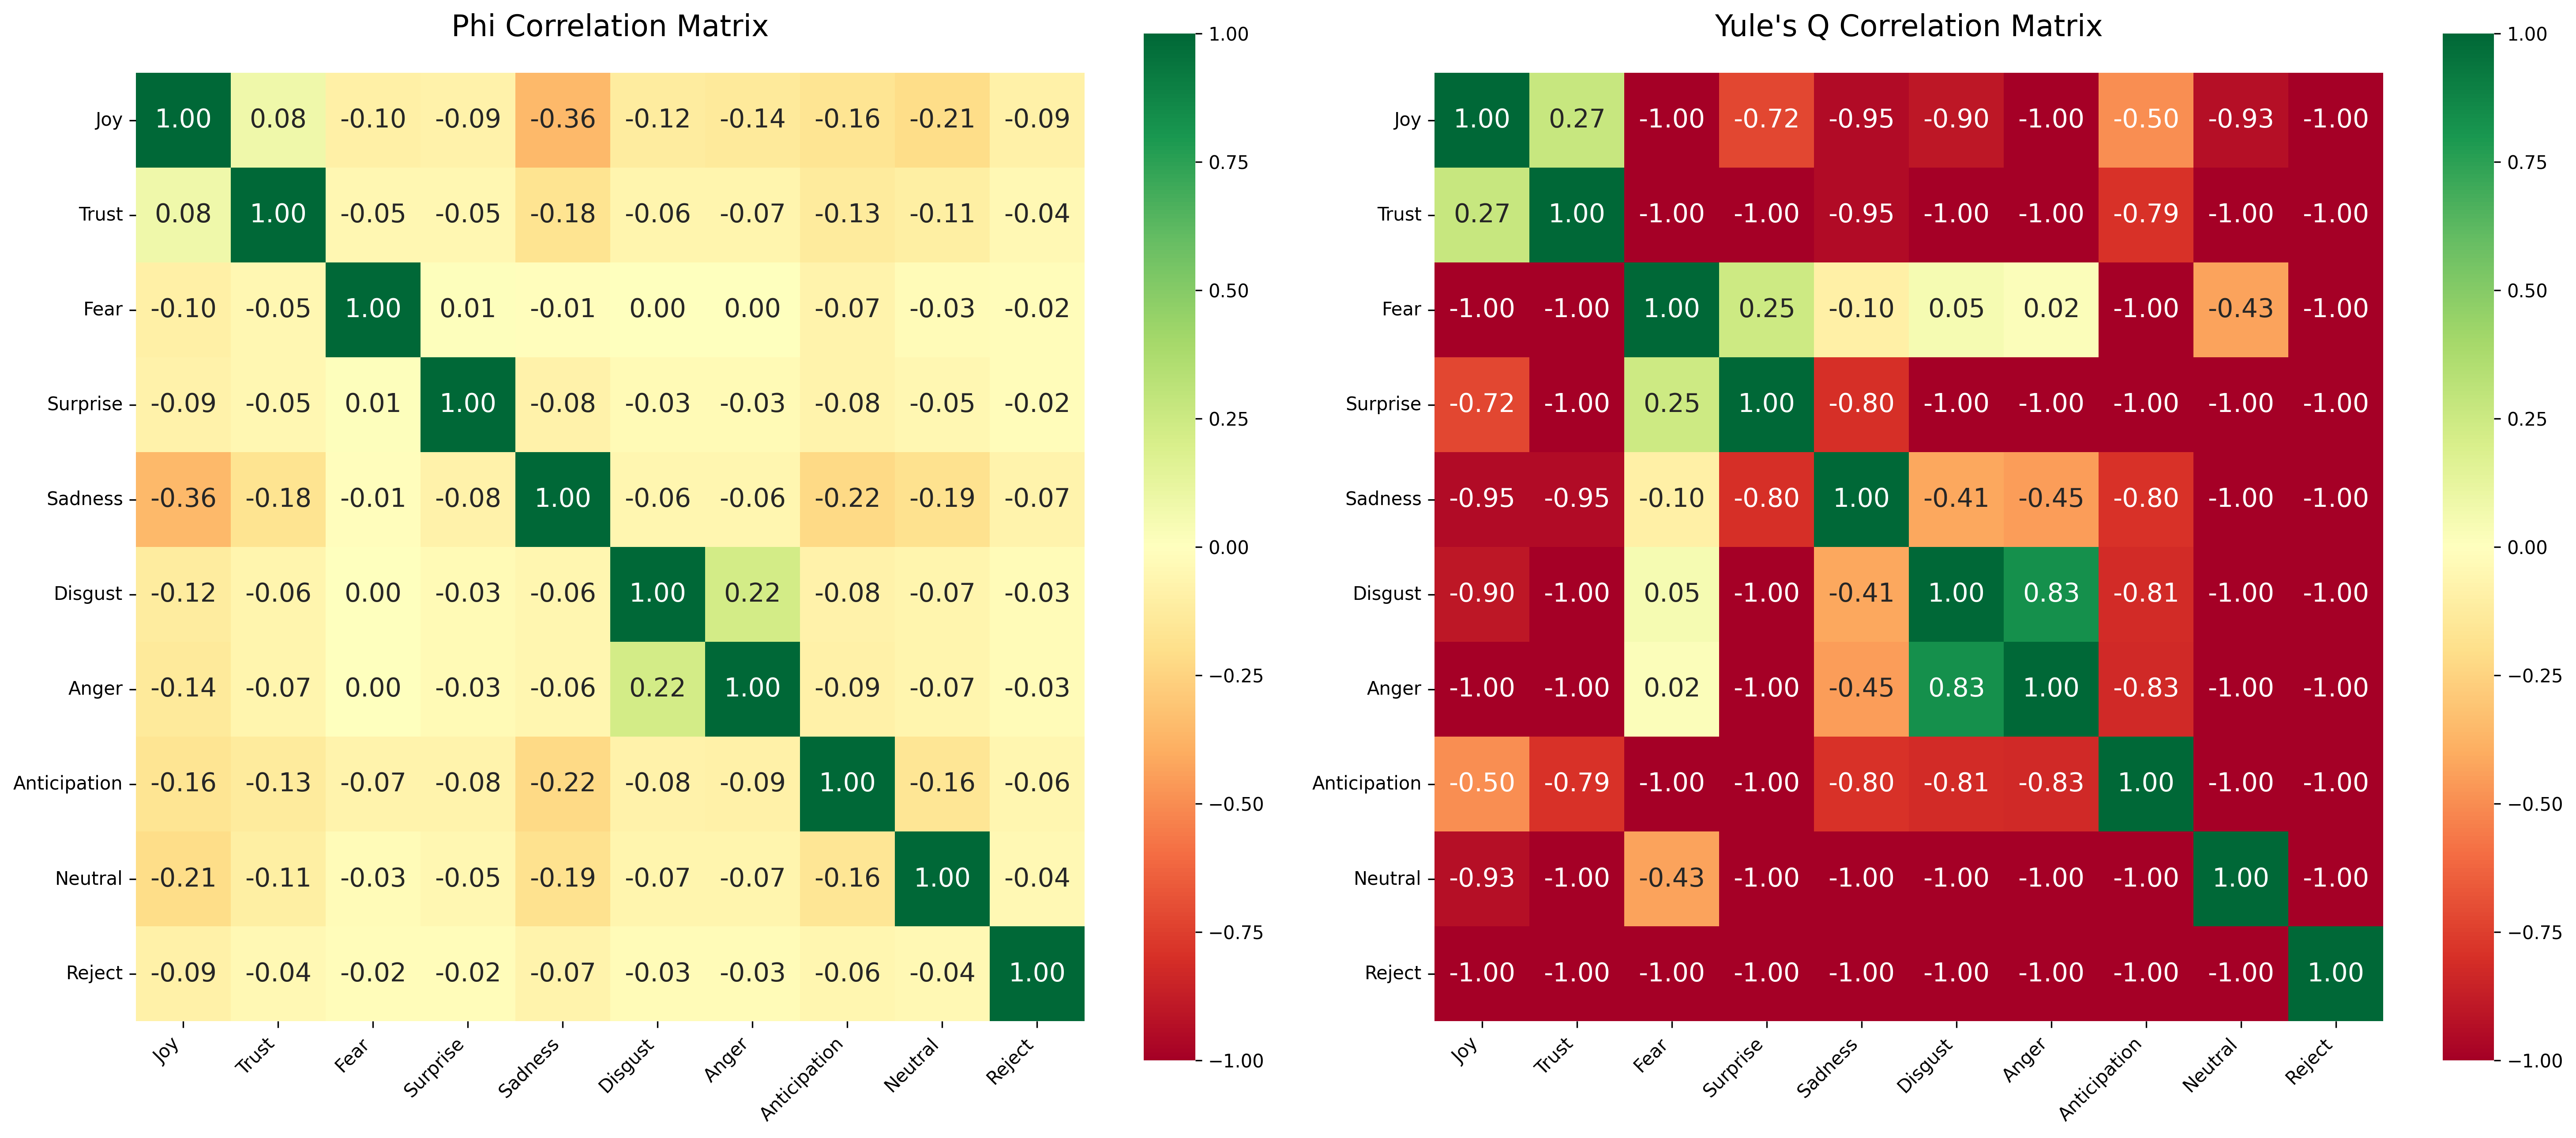 Phi Correlation Matrix
Joy 1.00 0.08 -0.10 -0.09 -0.36 -0.12 -0.14 -0.16 -0.21 -0.09
Trust 0.08 1.00 -0.05 -0.05 -0.18 -0.06 -0.07 -0.13 -0.11 -0.04
Fear -0.10 -0.05 1.00 0.01 -0.01 0.00 0.00 -0.07 -0.03 -0.02
Surprise -0.09 -0.05 0.01 1.00 -0.08 -0.03 -0.03 -0.08 -0.05 -0.02
Sadness -0.36 -0.18 -0.01 -0.08 1.00 -0.06 -0.06 -0.22 -0.19 -0.07
Disgust -0.12 -0.06 0.00 -0.03 -0.06 1.00 0.22 -0.08 -0.07 -0.03
Anger -0.14 -0.07 0.00 -0.03 -0.06 0.22 1.00 -0.09 -0.07 -0.03
Anticipation -0.16 -0.13 -0.07 -0.08 -0.22 -0.08 -0.09 1.00 -0.16 -0.06
Neutral -0.21 -0.11 -0.03 -0.05 -0.19 -0.07 -0.07 -0.16 1.00 -0.04
Reject -0.09 -0.04 -0.02 -0.02 -0.07 -0.03 -0.03 -0.06 -0.04 1.00
Joy Trust Fear Surprise Sadness Disgust Anger Anticipation Neutral Reject
1.00
0.75
0.50
0.25
0.00
−0.25
−0.50
−0.75
−1.00
Yule's Q Correlation Matrix
Joy 1.00 0.27 -1.00 -0.72 -0.95 -0.90 -1.00 -0.50 -0.93 -1.00
Trust 0.27 1.00 -1.00 -1.00 -0.95 -1.00 -1.00 -0.79 -1.00 -1.00
Fear -1.00 -1.00 1.00 0.25 -0.10 0.05 0.02 -1.00 -0.43 -1.00
Surprise -0.72 -1.00 0.25 1.00 -0.80 -1.00 -1.00 -1.00 -1.00 -1.00
Sadness -0.95 -0.95 -0.10 -0.80 1.00 -0.41 -0.45 -0.80 -1.00 -1.00
Disgust -0.90 -1.00 0.05 -1.00 -0.41 1.00 0.83 -0.81 -1.00 -1.00
Anger -1.00 -1.00 0.02 -1.00 -0.45 0.83 1.00 -0.83 -1.00 -1.00
Anticipation -0.50 -0.79 -1.00 -1.00 -0.80 -0.81 -0.83 1.00 -1.00 -1.00
Neutral -0.93 -1.00 -0.43 -1.00 -1.00 -1.00 -1.00 -1.00 1.00 -1.00
Reject -1.00 -1.00 -1.00 -1.00 -1.00 -1.00 -1.00 -1.00 -1.00 1.00
Joy Trust Fear Surprise Sadness Disgust Anger Anticipation Neutral Reject
1.00
0.75
0.50
0.25
0.00
−0.25
−0.50
−0.75
−1.00